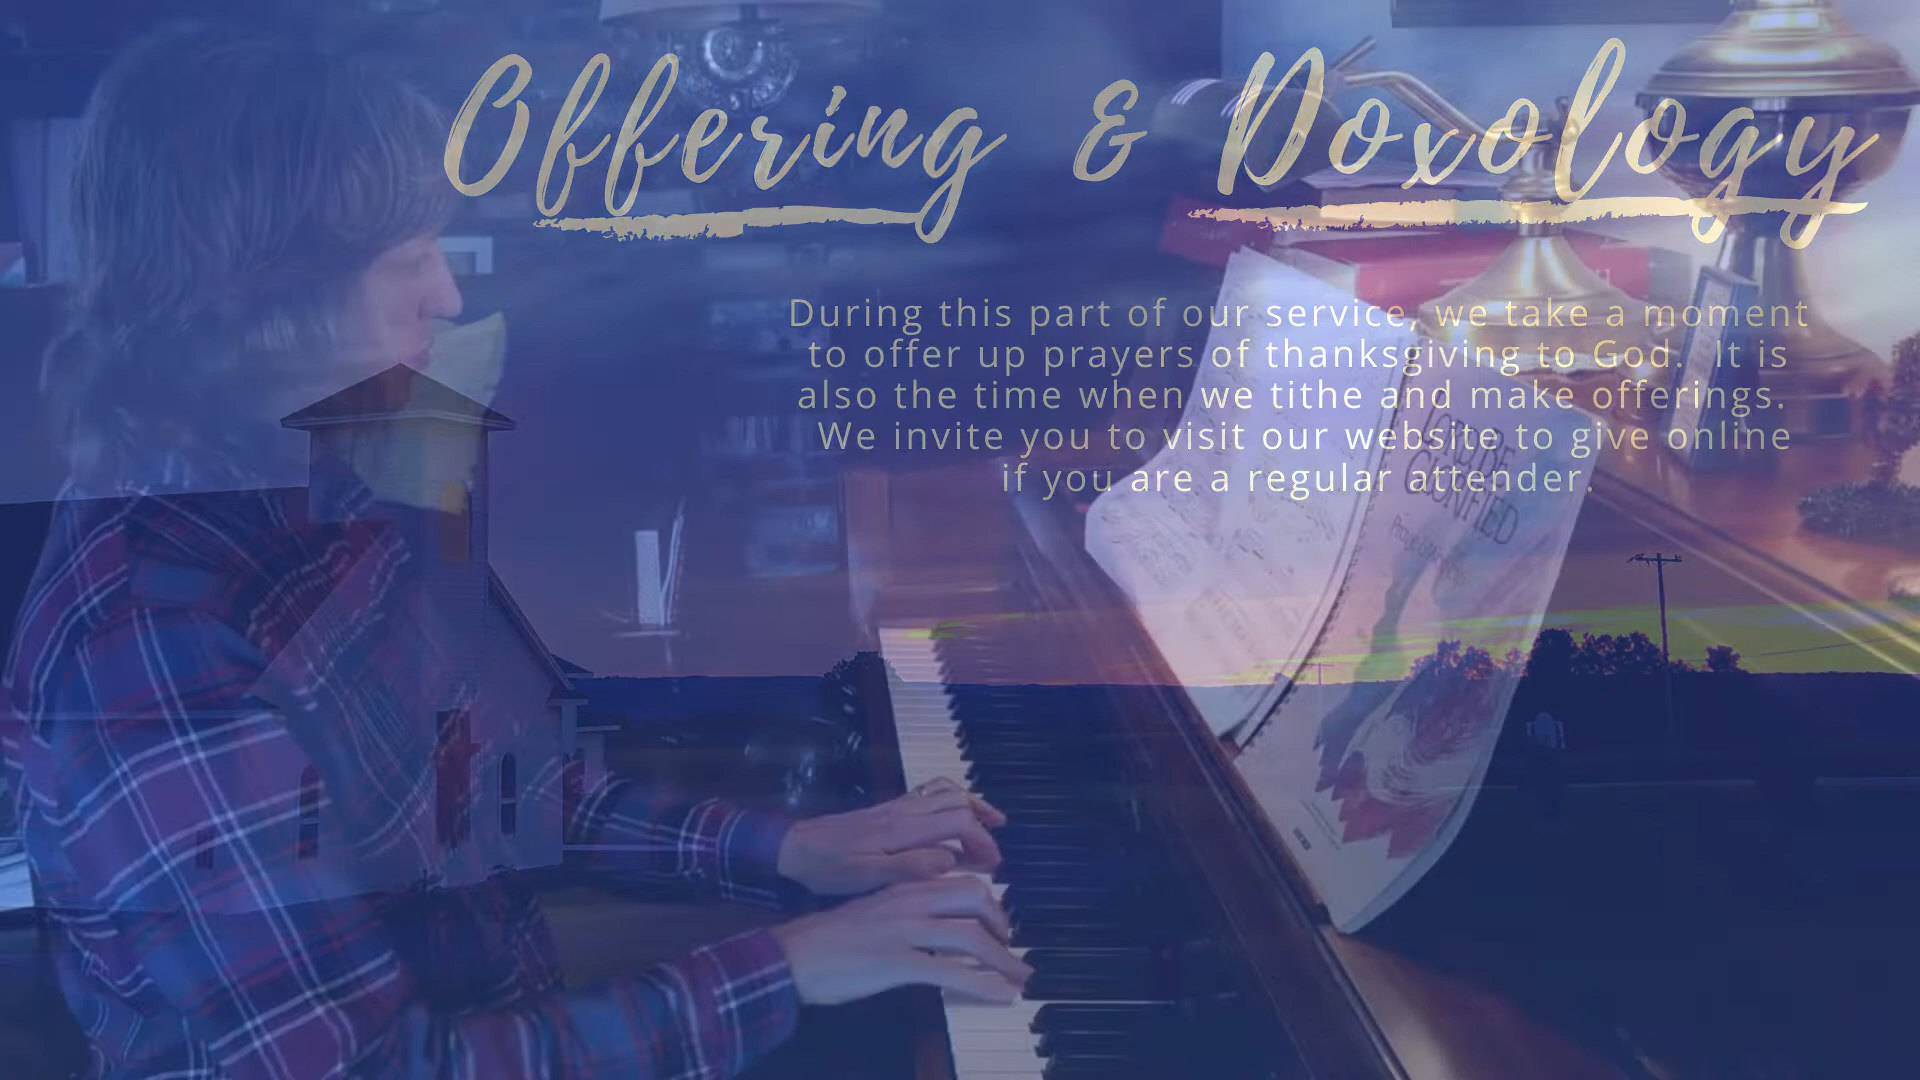 Offering & Doxology
During this part of our service, we take a moment
to offer up prayers of thanksgiving to God. It is
also the time when we tithe and make offerings.
We invite you to visit our website to give online
if you are a regular attender.
GLORIFIED